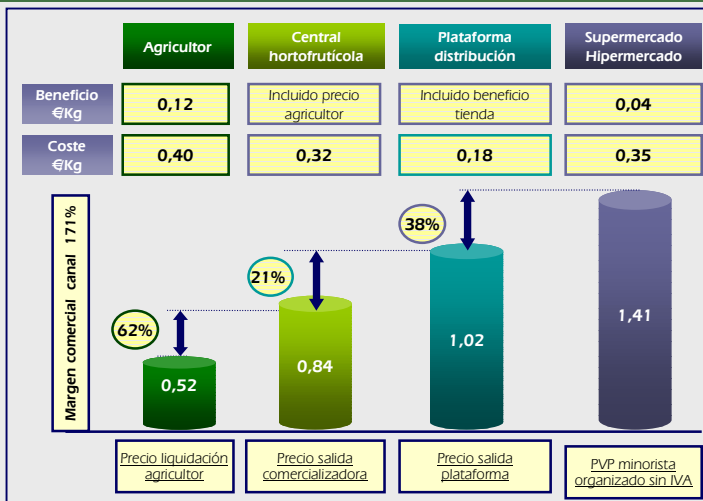 Agricultor
Central
hortofrutícola
Plataforma
distribución
Supermercado
Hipermercado
Beneficio
€Kg
0,12
Incluido precio
agricultor
Incluido beneficio
tienda
0,04
Coste
€Kg
0,40
0,32
0,18
0,35
Margen comercial canal 171%
62%
21%
38%
0,52
0,84
1,02
1,41
Precio liquidación
agricultor
Precio salida
comercializadora
Precio salida
plataforma
PVP minorista
organizado sin IVA